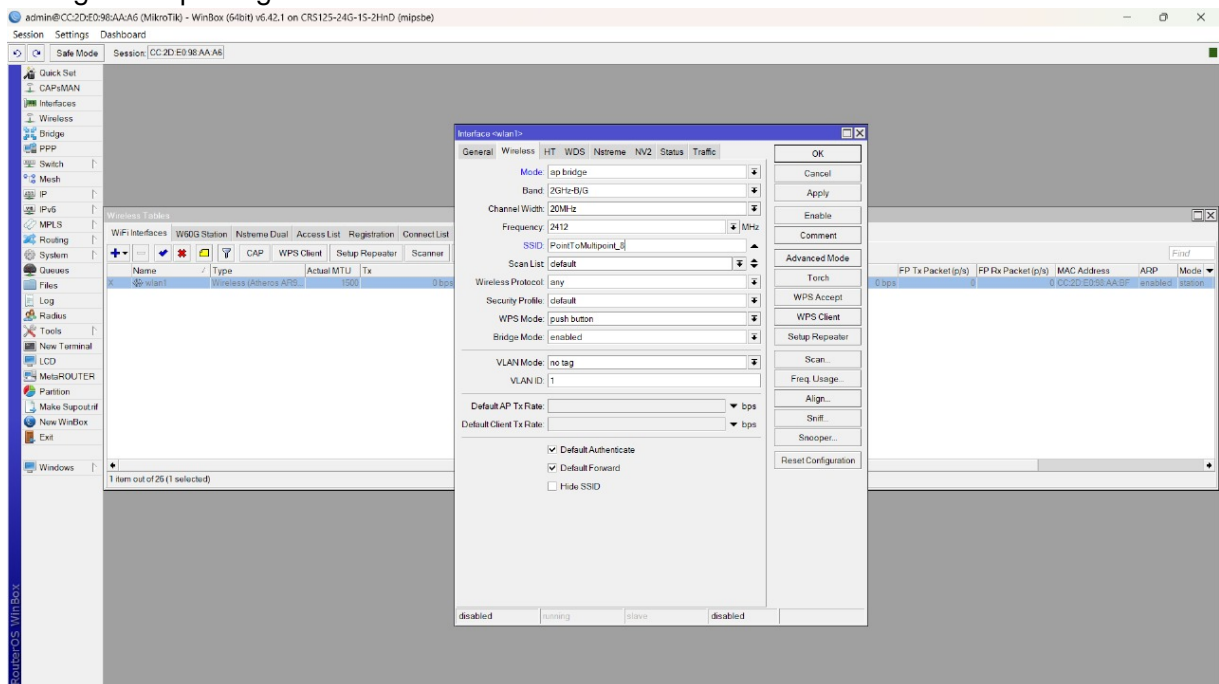 admin@CC:2D:E0:98:AA:A6 (MikroTik) - WinBox (64bit) v6.42.1 on CRS125-24G-1S-2HnD (mipsbe)
Session Settings Dashboard
Safe Mode Session: CC:2D:E0:98:AA:A6
Quick Set
CAPsMAN
Interfaces
Wireless
Bridge
PPP
Switch
Mesh
IP
IPv6
MPLS
Routing
System
Queues
Files
Log
Radius
Tools
New Terminal
LCD
MetaROUTER
Partition
Make Supout.rif
New WinBox
Exit
Windows
RouterOS WinBox
Wireless Tables
WiFi Interfaces W60G Station Nstreme Dual Access List Registration Connect List
CAP WPS Client Setup Repeater Scanner
Find
Name Type Actual MTU Tx FP Tx Packet (p/s) FP Rx Packet (p/s) MAC Address ARP Mode
X wlan1 Wireless (Atheros AR9... 1500 0 bps 0 bps 0 0 CC:2D:E0:98:AA:BF enabled station
1 item out of 26 (1 selected)
Interface <wlan1>
General Wireless HT WDS Nstreme NV2 Status Traffic
Mode: ap bridge
Band: 2GHz-B/G
Channel Width: 20MHz
Frequency: 2412 MHz
SSID: PointToMultipoint_8
Scan List: default
Wireless Protocol: any
Security Profile: default
WPS Mode: push button
Bridge Mode: enabled
VLAN Mode: no tag
VLAN ID: 1
Default AP Tx Rate: bps
Default Client Tx Rate: bps
Default Authenticate
Default Forward
Hide SSID
OK
Cancel
Apply
Enable
Comment
Advanced Mode
Torch
WPS Accept
WPS Client
Setup Repeater
Scan...
Freq. Usage...
Align...
Sniff...
Snooper...
Reset Configuration
disabled running slave disabled